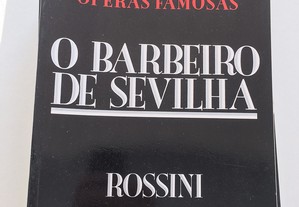 ÓPERAS FAMOSAS
O BARBEIRO
DE SEVILHA
ROSSINI